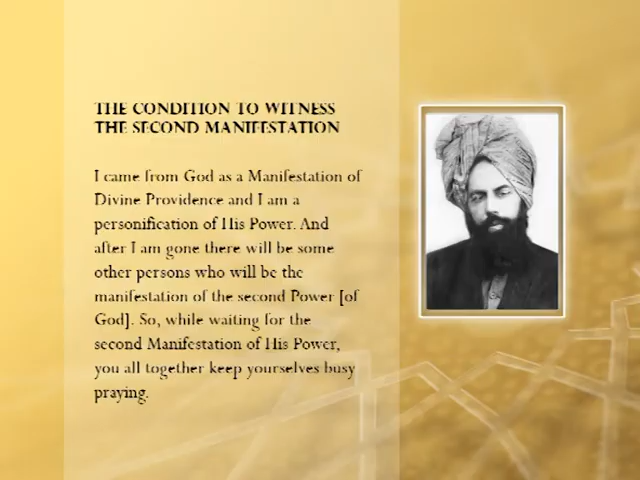 THE CONDITION TO WITNESS
THE SECOND MANIFESTATION
I came from God as a Manifestation of
Divine Providence and I am a
personification of His Power. And
after I am gone there will be some
other persons who will be the
manifestation of the second Power [of
God]. So, while waiting for the
second Manifestation of His Power,
you all together keep yourselves busy
praying.